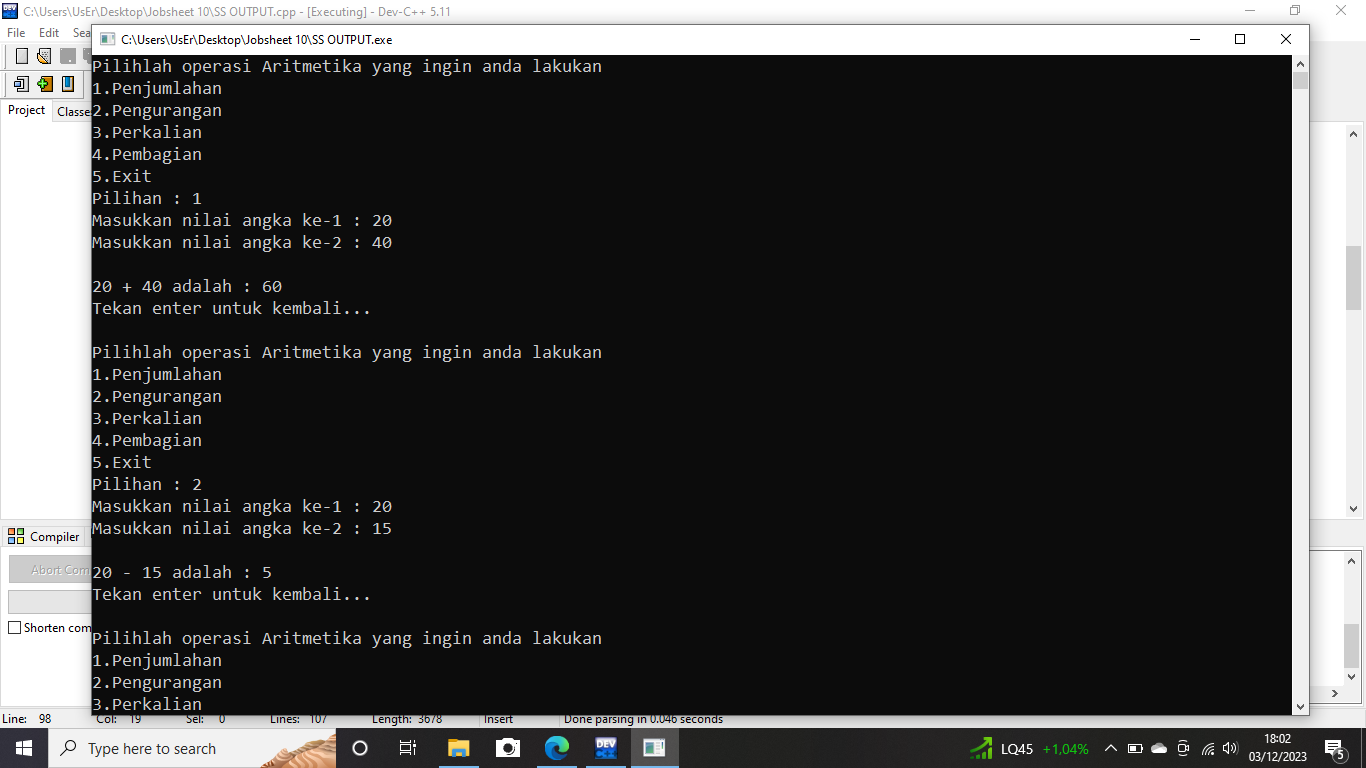 C:\Users\UsEr\Desktop\Jobsheet 10\SS OUTPUT.cpp - [Executing] - Dev-C++ 5.11
File Edit Sea
C:\Users\UsEr\Desktop\Jobsheet 10\SS OUTPUT.exe
Project Classe
Pilihlah operasi Aritmetika yang ingin anda lakukan
1.Penjumlahan
2.Pengurangan
3.Perkalian
4.Pembagian
5.Exit
Pilihan : 1
Masukkan nilai angka ke-1 : 20
Masukkan nilai angka ke-2 : 40
20 + 40 adalah : 60
Tekan enter untuk kembali...
Pilihlah operasi Aritmetika yang ingin anda lakukan
1.Penjumlahan
2.Pengurangan
3.Perkalian
4.Pembagian
5.Exit
Pilihan : 2
Masukkan nilai angka ke-1 : 20
Masukkan nilai angka ke-2 : 15
20 - 15 adalah : 5
Tekan enter untuk kembali...
Pilihlah operasi Aritmetika yang ingin anda lakukan
1.Penjumlahan
2.Pengurangan
3.Perkalian
Compiler
Abort Com
Shorten com
Line: 98 Col: 19 Sel: 0 Lines: 107 Length: 3678 Insert Done parsing in 0.046 seconds
Type here to search
DEV
LQ45 +1,04%
18:02
03/12/2023
5